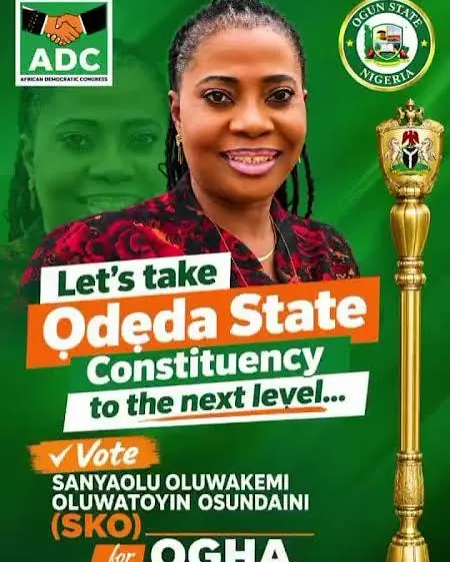 ADC
AFRICAN DEMOCRATIC CONGRESS
OGUN STATE
NIGERIA
Let's take
Ọdẹda State
Constituency
to the next level...
✓Vote
SANYAOLU OLUWAKEMI
OLUWATOYIN OSUNDAINI
(SKO)
for OGHA